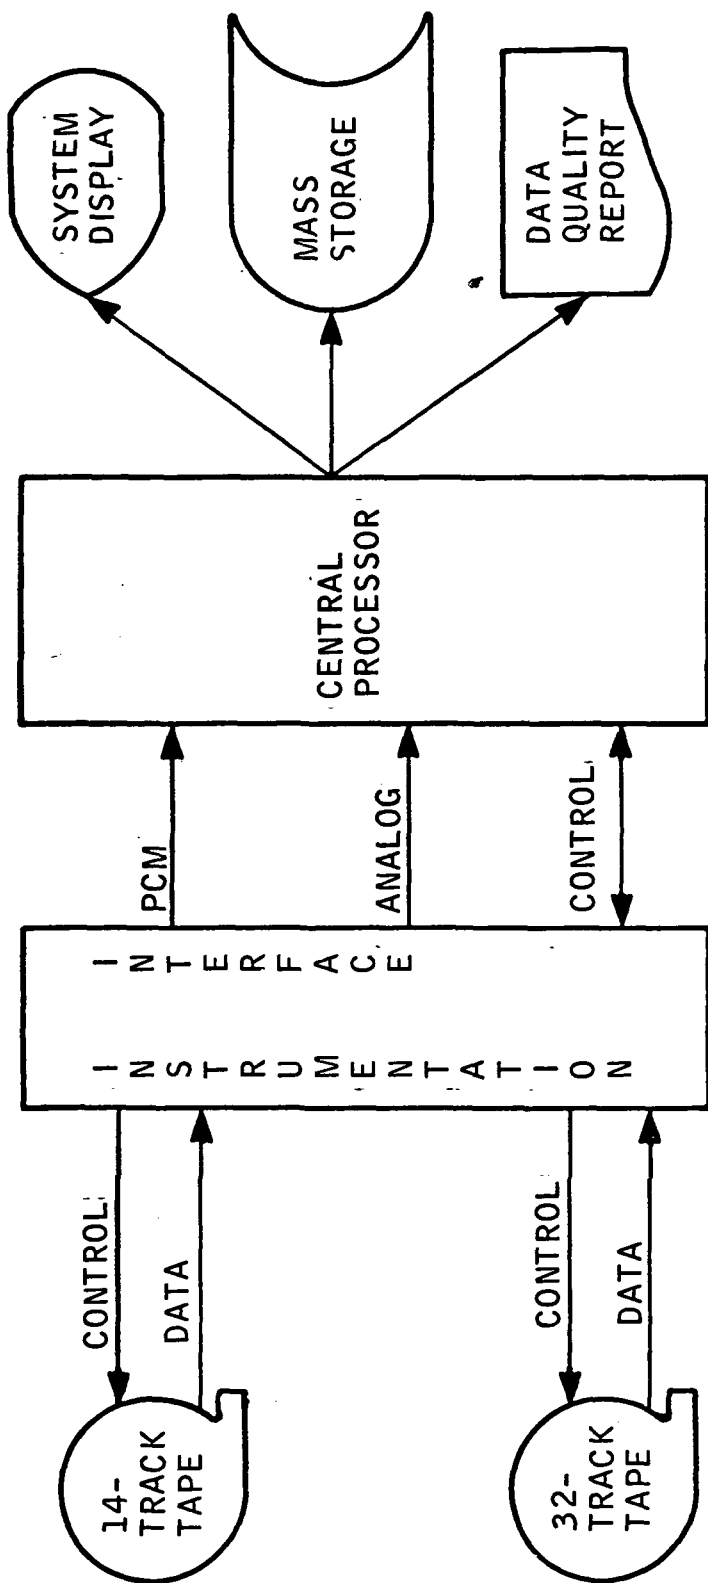 14-
TRACK
TAPE
CONTROL
DATA
32-
TRACK
TAPE
CONTROL
DATA
INSTRUMENTATION
INTERFACE
PCM
ANALOG
CONTROL
CENTRAL
PROCESSOR
SYSTEM
DISPLAY
MASS
STORAGE
DATA
QUALITY
REPORT